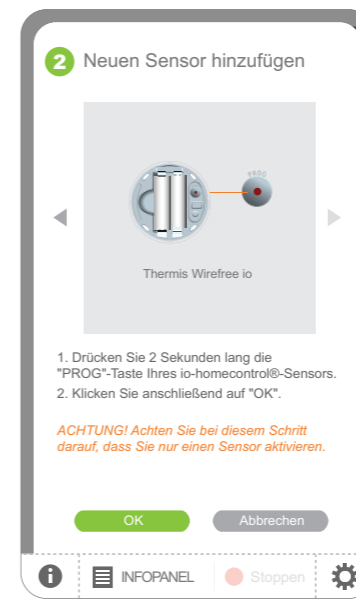 2 Neuen Sensor hinzufügen
PROG
Thermis Wirefree io
1. Drücken Sie 2 Sekunden lang die
"PROG"-Taste Ihres io-homecontrol®-Sensors.
2. Klicken Sie anschließend auf "OK".
ACHTUNG! Achten Sie bei diesem Schritt
darauf, dass Sie nur einen Sensor aktivieren.
OK Abbrechen
INFOPANEL Stoppen